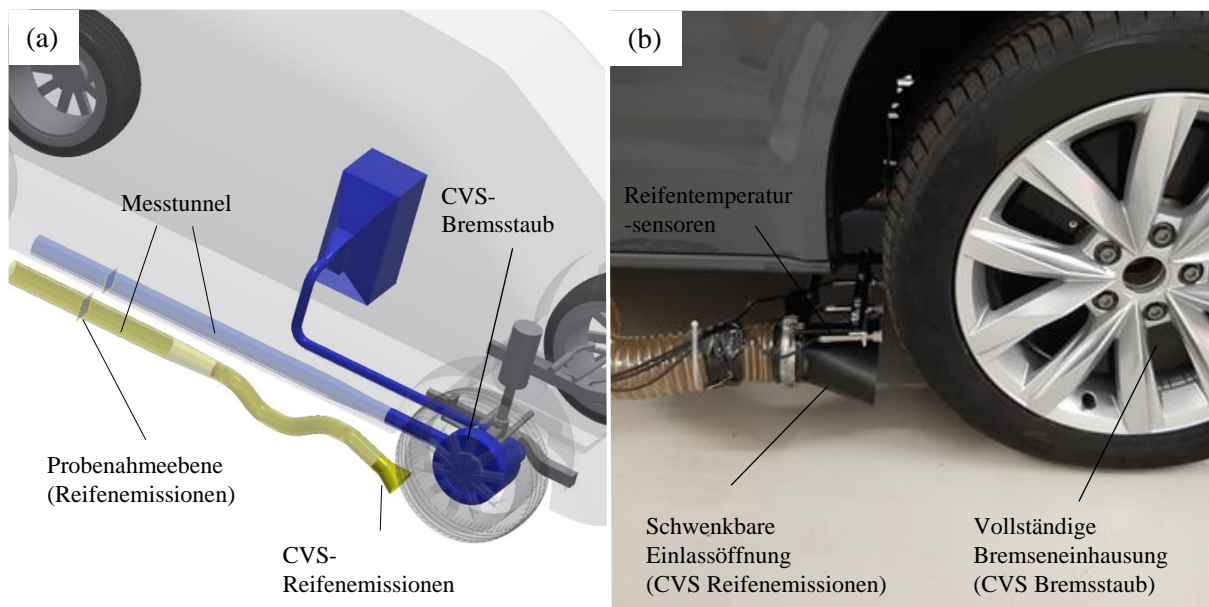 (a)
Messtunnel
CVS-
Bremsstaub
Probenahmeebene
(Reifenemissionen)
CVS-
Reifenemissionen
(b)
Reifentemperatur
-sensoren
Schwenkbare
Einlassöffnung
(CVS Reifenemissionen)
Vollständige
Bremseneinhausung
(CVS Bremsstaub)